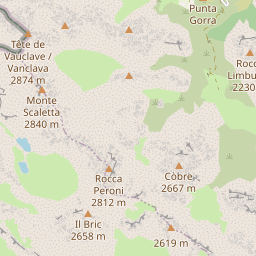 Punta
Gorra
Tête de
Vauclave /
Vanclava
2874 m
Rocc
Limbu
2230
Monte
Scaletta
2840 m
Rocca
Peroni
2812 m
Còbre
2667 m
Il Bric
2658 m
2619 m